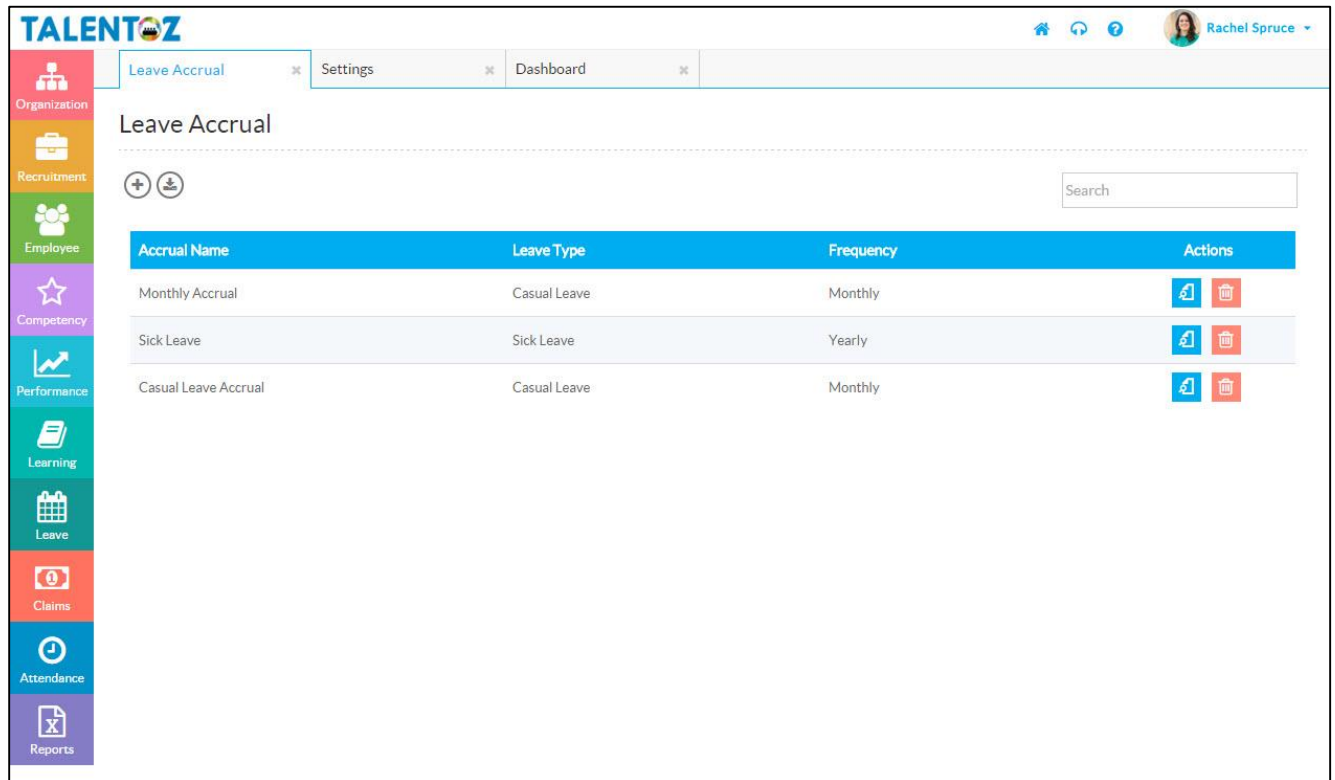 TALENTOZ
Rachel Spruce
Leave Accrual
Settings
Dashboard
Organization
Recruitment
Employee
Competency
Performance
Learning
Leave
Claims
Attendance
Reports
Leave Accrual
Search
Accrual Name Leave Type Frequency Actions
Monthly Accrual Casual Leave Monthly
Sick Leave Sick Leave Yearly
Casual Leave Accrual Casual Leave Monthly